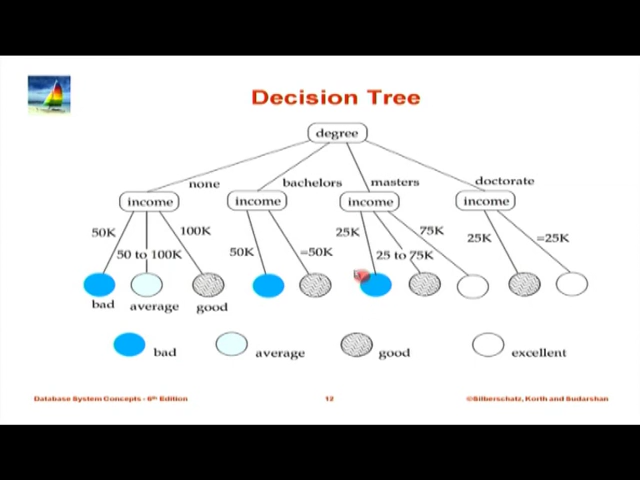 Decision Tree
degree
none bachelors masters doctorate
income income income income
50K 100K 25K 75K
50 to 100K 50K =50K 25 to 75K 25K =25K
bad average good
bad average good excellent
Database System Concepts - 6th Edition 12 ©Silberschatz, Korth and Sudarshan